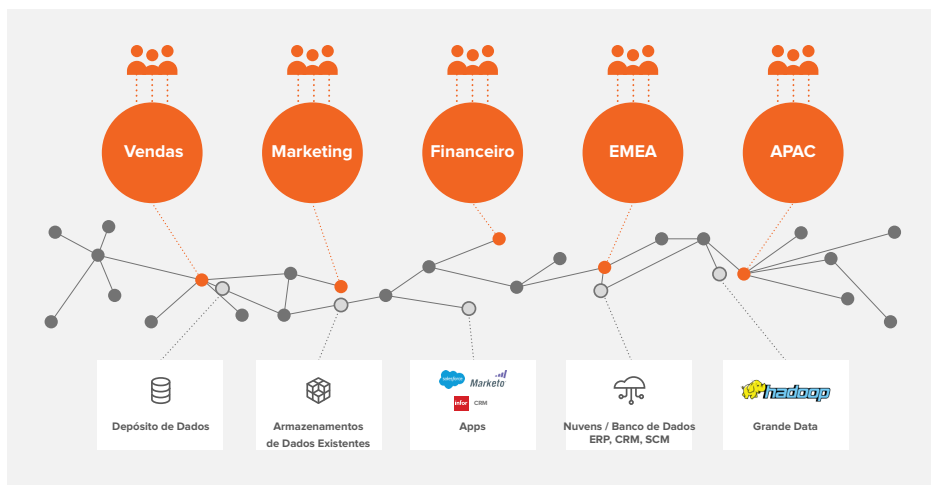 Vendas
Marketing
Financeiro
EMEA
APAC
salesforce
Marketo
infor CRM
hadoop
Depósito de Dados
Armazenamentos
de Dados Existentes
Apps
Nuvens / Banco de Dados
ERP, CRM, SCM
Grande Data